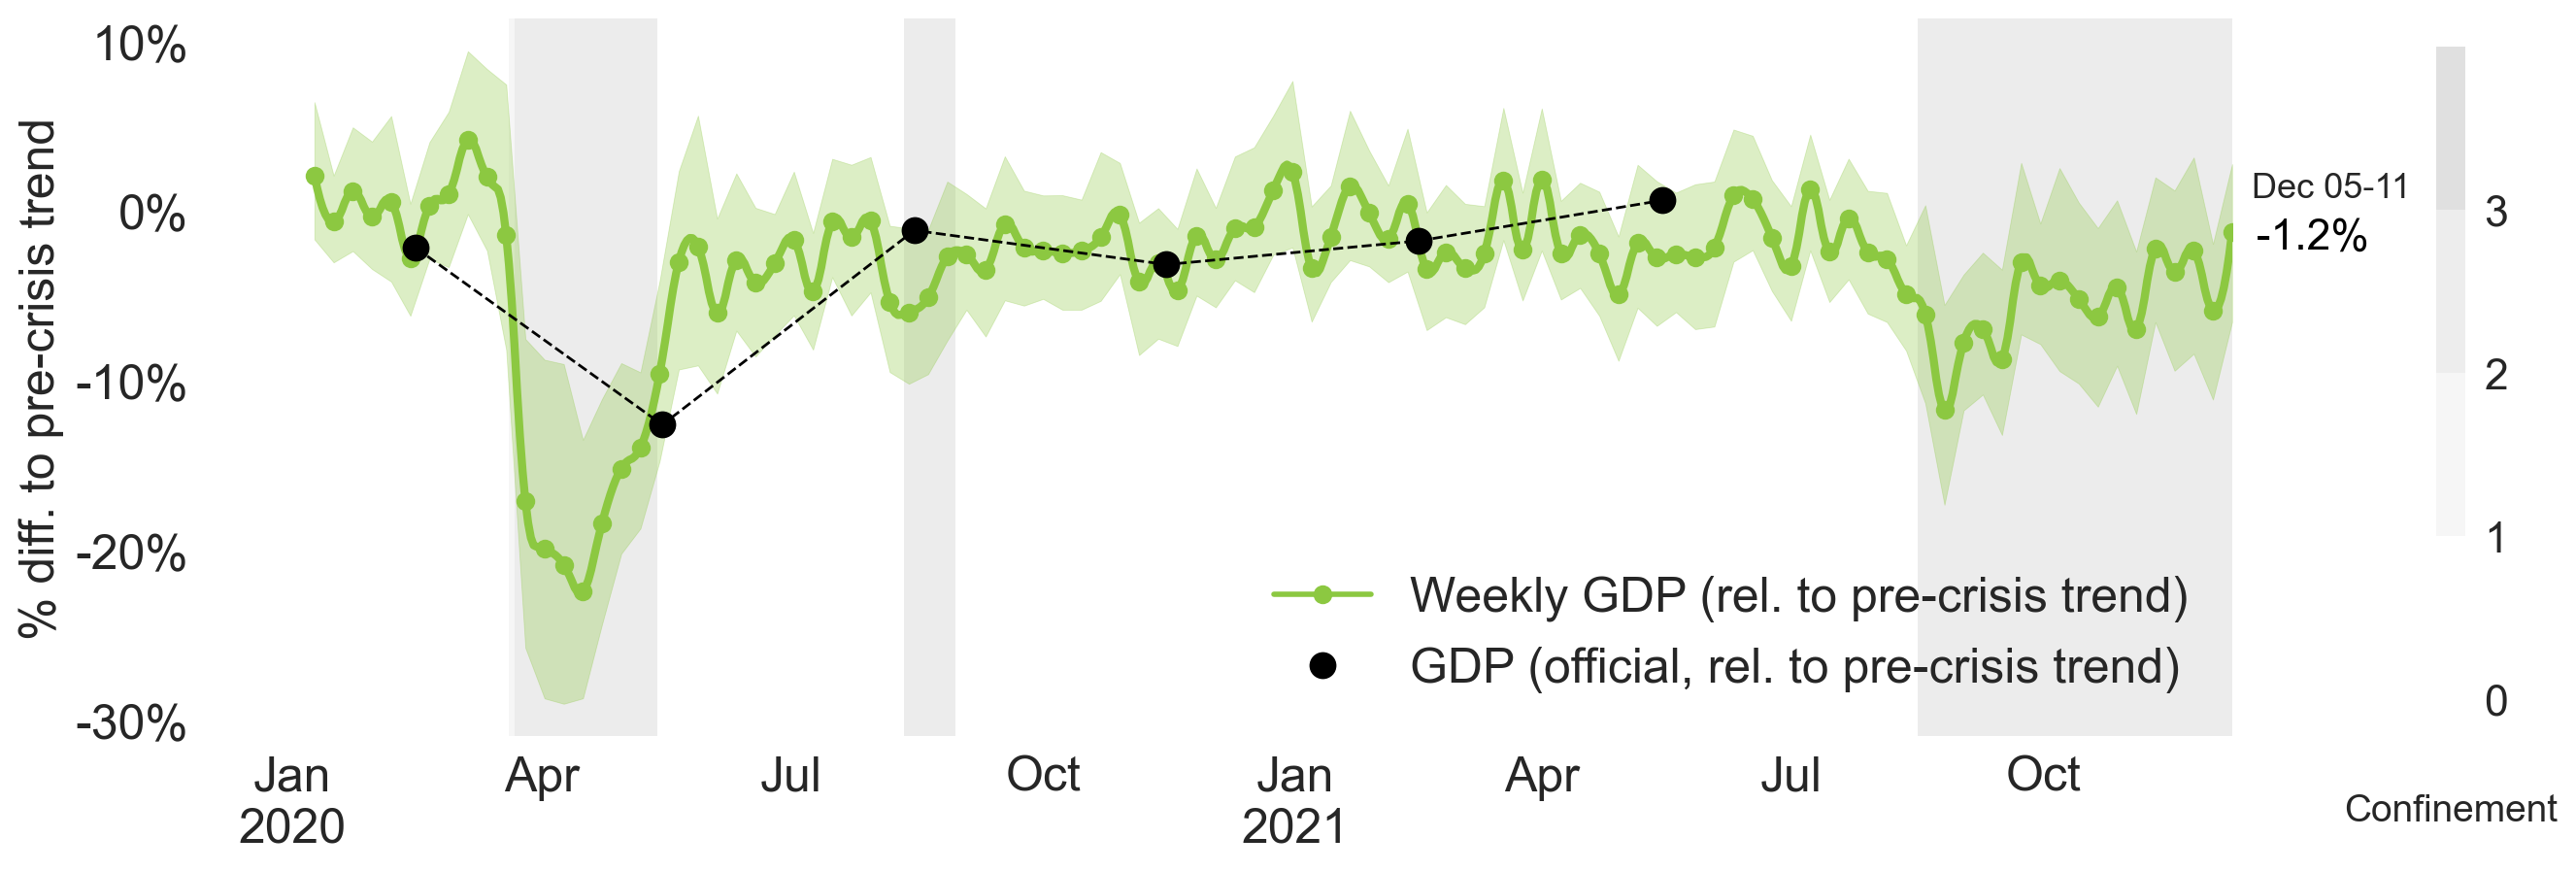 10%
0%
-10%
-20%
-30%
% diff. to pre-crisis trend
Dec 05-11
-1.2%
3
2
1
0
Weekly GDP (rel. to pre-crisis trend)
GDP (official, rel. to pre-crisis trend)
Jan Apr Jul Oct Jan Apr Jul Oct
2020 2021
Confinement